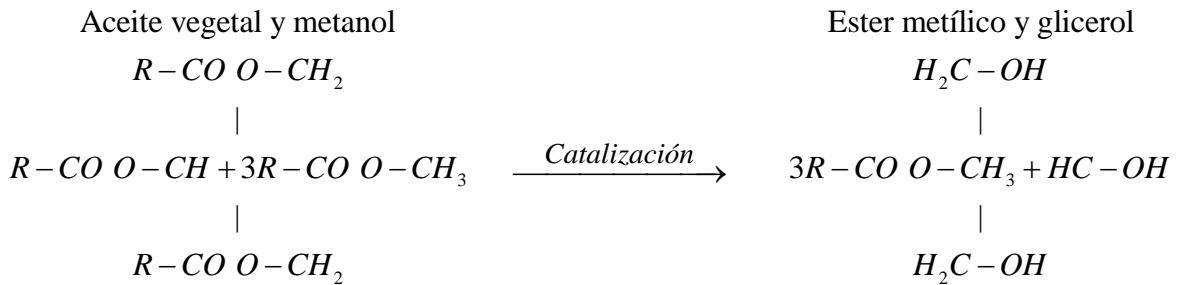 Aceite vegetal y metanol Ester metílico y glicerol
R – CO O – CH₂ H₂C – OH
| |
R – CO O – CH + 3R – CO O – CH₃ Catalización → 3R – CO O – CH₃ + HC – OH
| |
R – CO O – CH₂ H₂C – OH